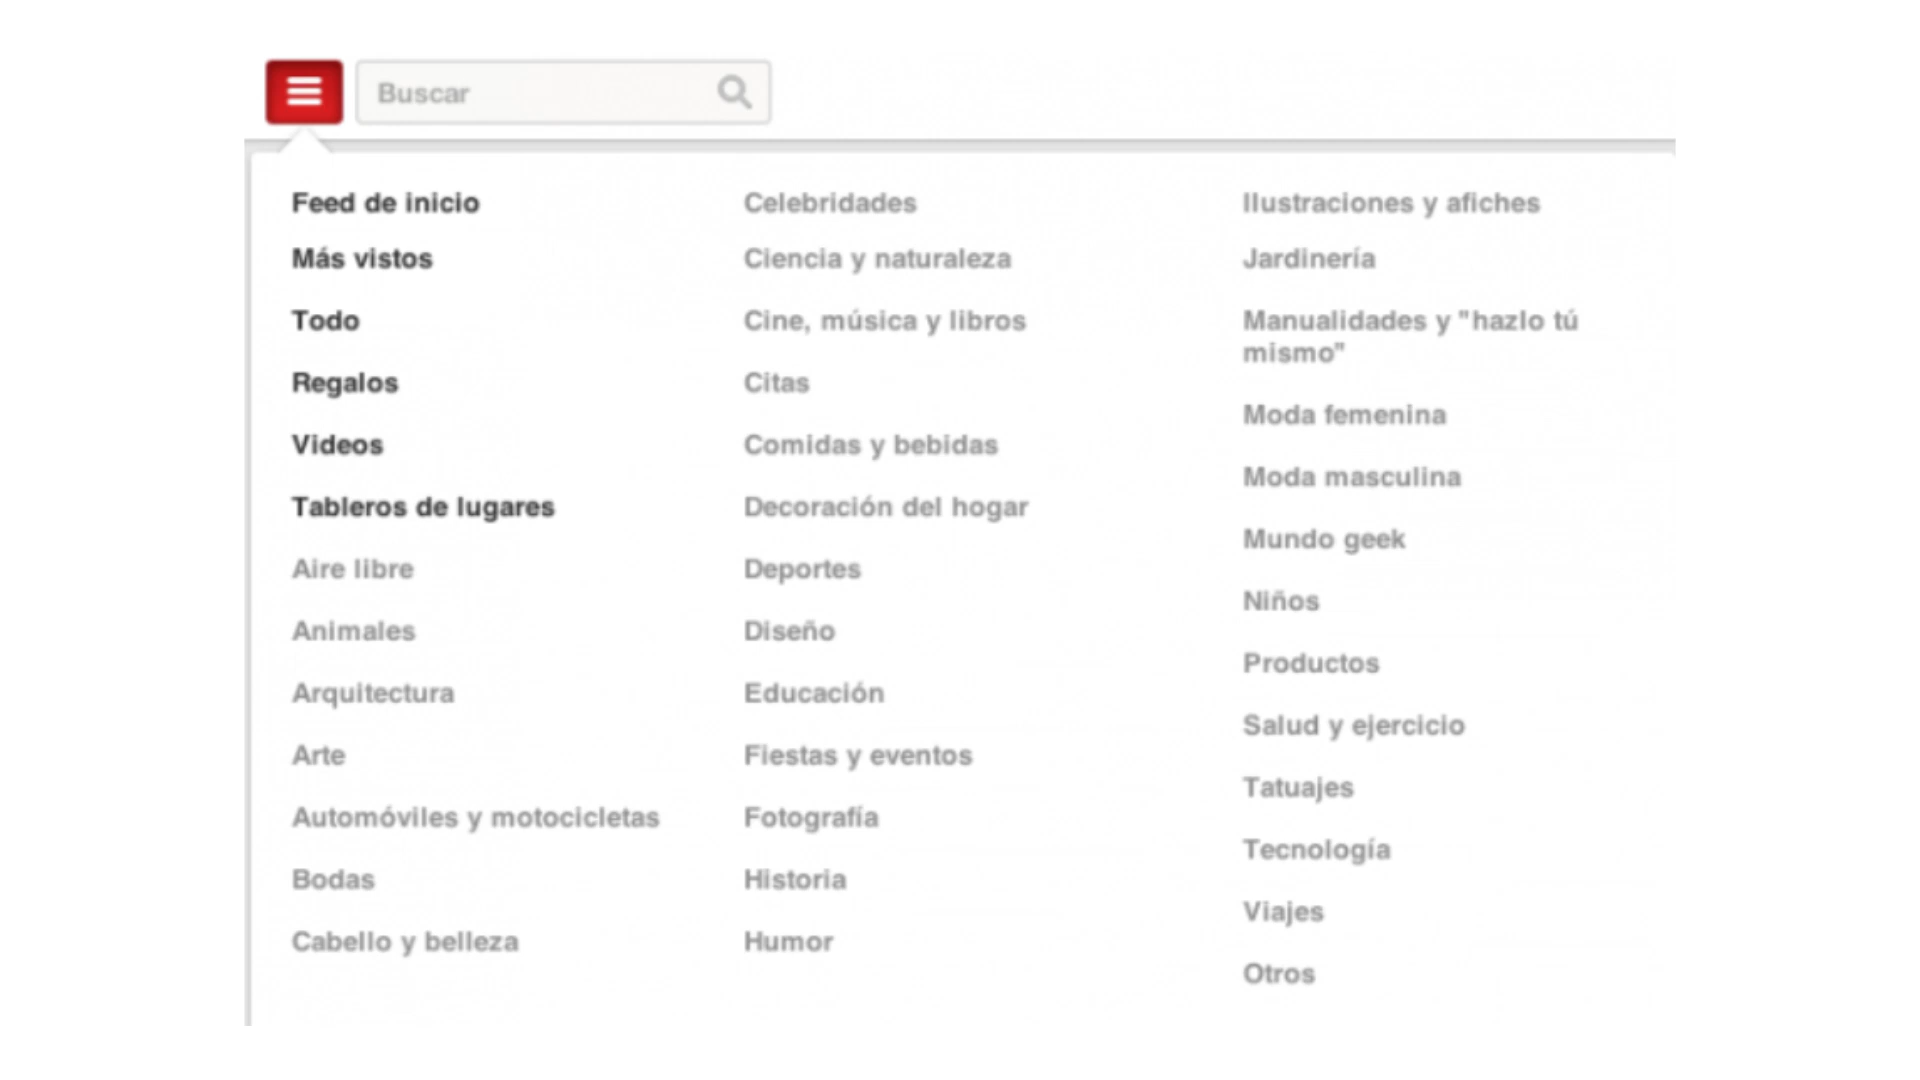 Buscar
Feed de inicio
Más vistos
Todo
Regalos
Videos
Tableros de lugares
Aire libre
Animales
Arquitectura
Arte
Automóviles y motocicletas
Bodas
Cabello y belleza
Celebridades
Ciencia y naturaleza
Cine, música y libros
Citas
Comidas y bebidas
Decoración del hogar
Deportes
Diseño
Educación
Fiestas y eventos
Fotografía
Historia
Humor
Ilustraciones y afiches
Jardinería
Manualidades y "hazlo tú
mismo"
Moda femenina
Moda masculina
Mundo geek
Niños
Productos
Salud y ejercicio
Tatuajes
Tecnología
Viajes
Otros